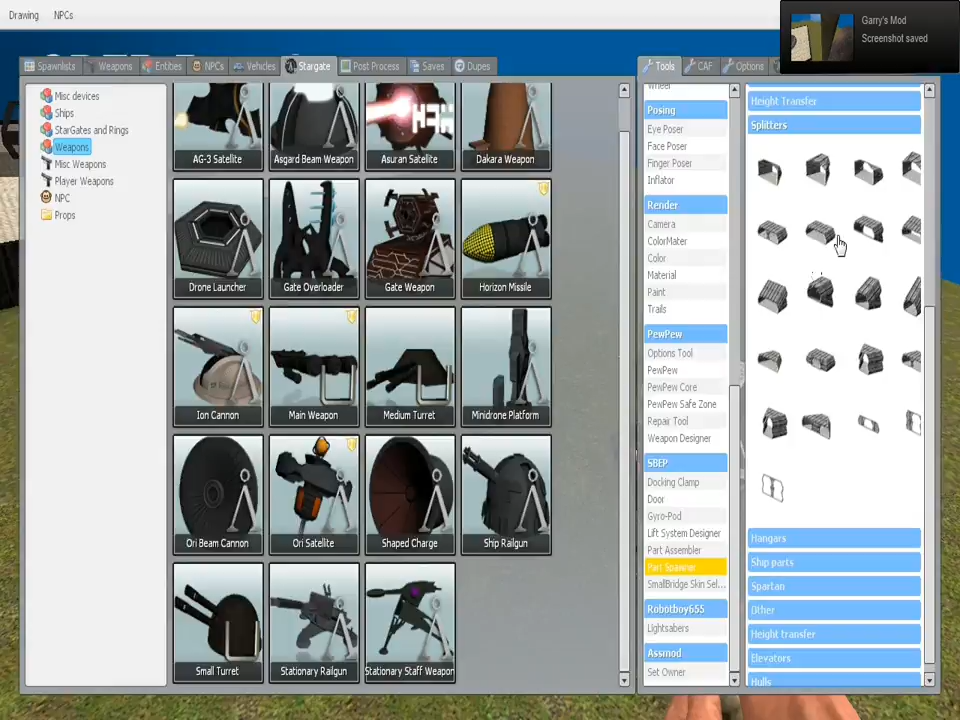 Drawing NPCs
Garry's Mod
Screenshot saved
Spawnlists Weapons Entities NPCs Vehicles Stargate Post Process Saves Dupes
Tools CAF Options
Misc devices
Ships
StarGates and Rings
Weapons
Misc Weapons
Player Weapons
NPC
Props
AG-3 Satelite
Asgard Beam Weapon
Asuran Satelite
Dakara Weapon
Drone Launcher
Gate Overloader
Gate Weapon
Horizon Missile
Ion Cannon
Main Weapon
Medium Turret
Minidrone Platform
Ori Beam Cannon
Ori Satelite
Shaped Charge
Ship Railgun
Small Turret
Stationary Railgun
Stationary Staff Weapon
Wheel
Posing
Eye Poser
Face Poser
Finger Poser
Inflator
Render
Camera
ColorMater
Color
Material
Paint
Trails
PewPew
Options Tool
PewPew
PewPew Core
PewPew Safe Zone
Repair Tool
Weapon Designer
SBEP
Docking Clamp
Door
Gyro-Pod
Lift System Designer
Part Assembler
Part Spawner
SmallBridge Skin Sel...
Robotboy655
Lightsabers
Assmod
Set Owner
Height Transfer
Splitters
Hangars
Ship parts
Spartan
Other
Height transfer
Elevators
Hulls